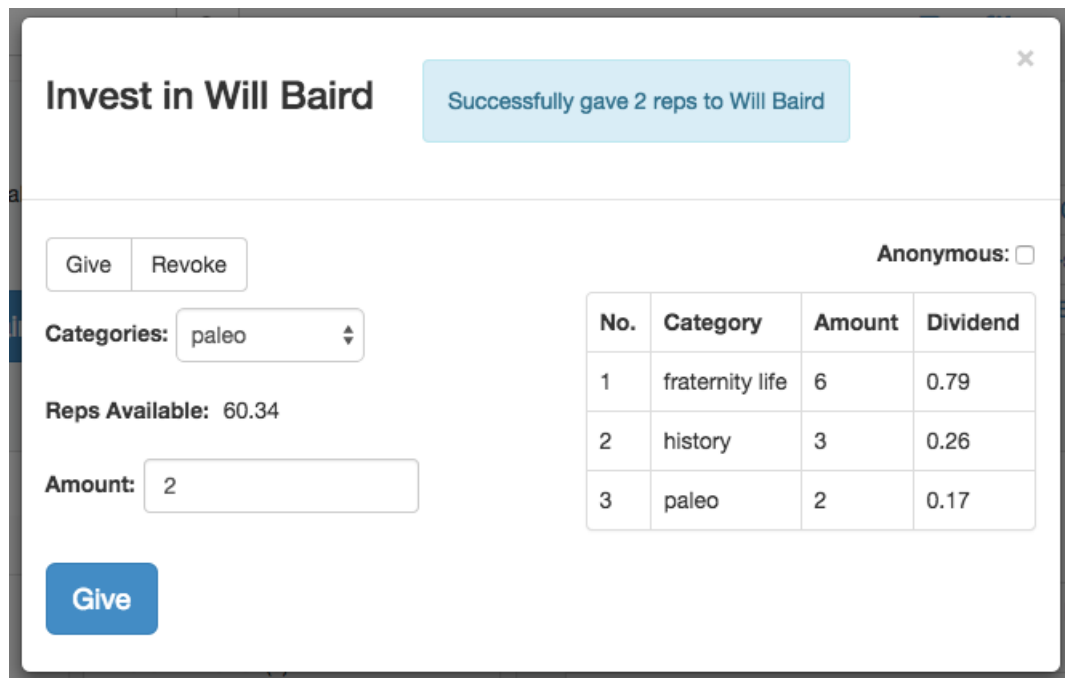 ×
Invest in Will Baird
Successfully gave 2 reps to Will Baird
Give Revoke
Anonymous:
Categories: paleo
Reps Available: 60.34
Amount: 2
Give
No. Category Amount Dividend
1 fraternity life 6 0.79
2 history 3 0.26
3 paleo 2 0.17